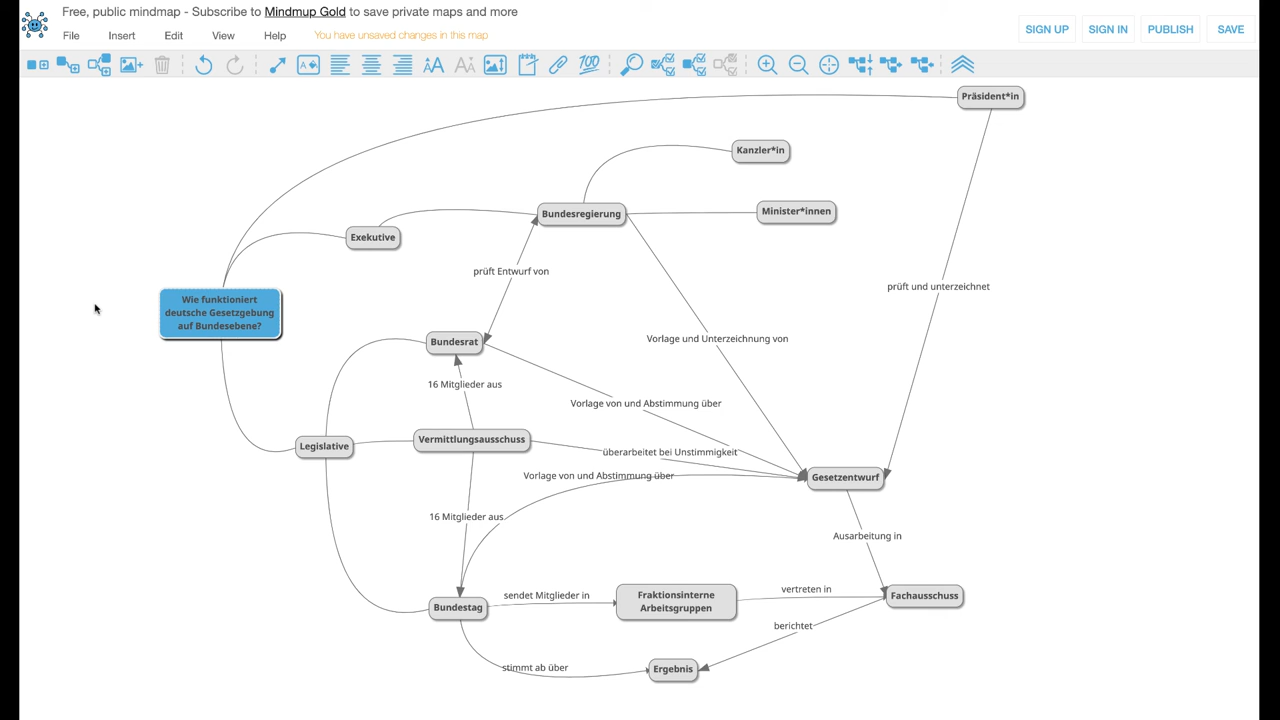 Free, public mindmap - Subscribe to Mindmup Gold to save private maps and more
File Insert Edit View Help You have unsaved changes in this map
SIGN UP SIGN IN PUBLISH SAVE
100
Präsident*in
Kanzler*in
Minister*innen
Bundesregierung
Exekutive
prüft Entwurf von
prüft und unterzeichnet
Wie funktioniert
deutsche Gesetzgebung
auf Bundesebene?
Vorlage und Unterzeichnung von
Bundesrat
16 Mitglieder aus
Vorlage von und Abstimmung über
Legislative
Vermittlungsausschuss
überarbeitet bei Unstimmigkeit
Vorlage von und Abstimmung über
Gesetzentwurf
16 Mitglieder aus
Ausarbeitung in
Bundestag
sendet Mitglieder in
Fraktionsinterne
Arbeitsgruppen
vertreten in
Fachausschuss
berichtet
stimmt ab über
Ergebnis